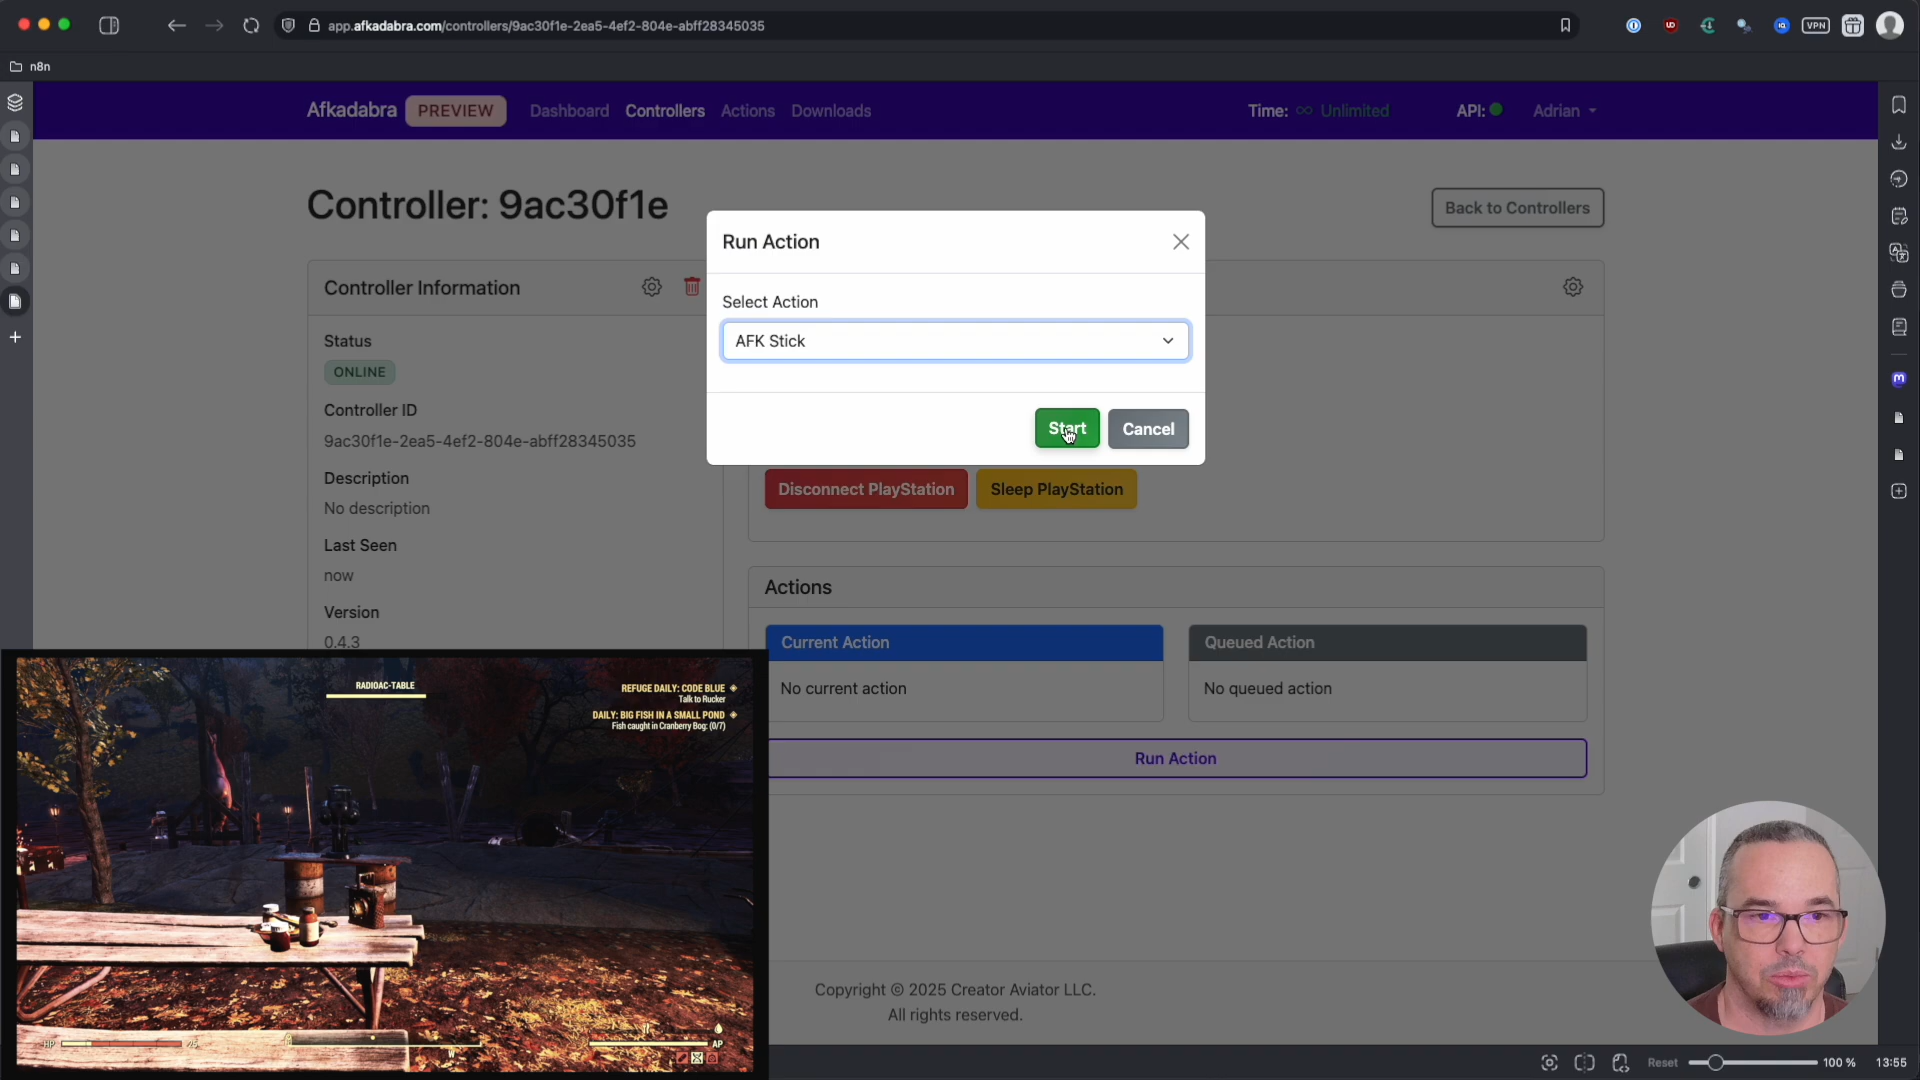 app.afkadabra.com/controllers/9ac30f1e-2ea5-4ef2-804e-abff28345035
VPN
n8n
Afkadabra PREVIEW Dashboard Controllers Actions Downloads Time: ∞ Unlimited API: Adrian
Controller: 9ac30f1e
Back to Controllers
Run Action
Select Action
AFK Stick
Start Cancel
Controller Information
Status
ONLINE
Controller ID
9ac30f1e-2ea5-4ef2-804e-abff28345035
Description
No description
Last Seen
now
Version
0.4.3
Disconnect PlayStation Sleep PlayStation
Actions
Current Action
No current action
Queued Action
No queued action
Run Action
RADIOAC-TABLE
REFUGE DAILY: CODE BLUE
Talk to Rucker
DAILY: BIG FISH IN A SMALL POND
Fish caught in Cranberry Bog: (0/7)
HP
W
AP
Copyright © 2025 Creator Aviator LLC.
All rights reserved.
Reset 100 % 13:55